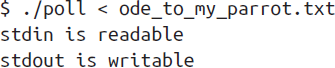 $ ./poll < ode_to_my_parrot.txt
stdin is readable
stdout is writable